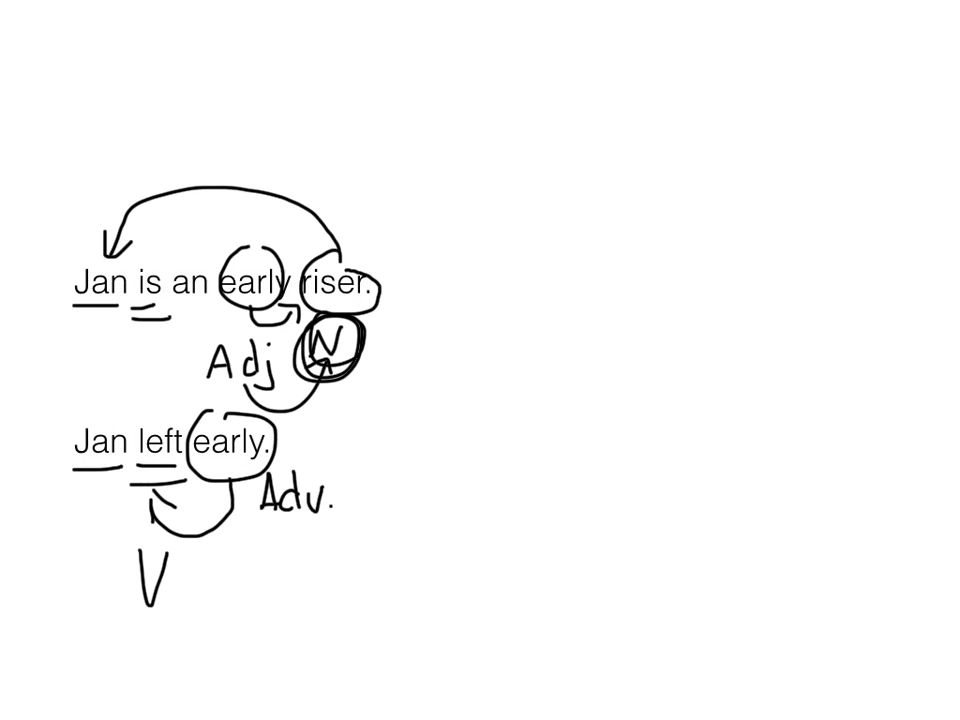 Jan is an early riser.
Adj N
Jan left early.
Adv.
V